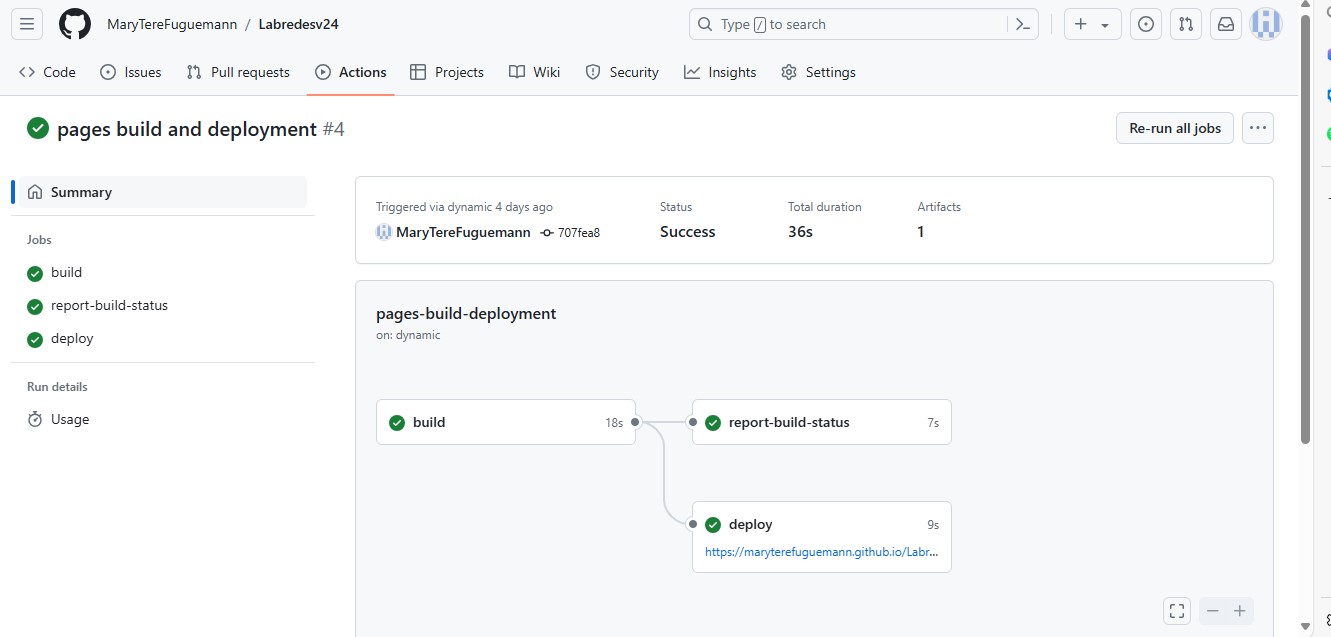 MaryTereFuguemann / Labredesv24
Type / to search
Code Issues Pull requests Actions Projects Wiki Security Insights Settings
pages build and deployment #4
Re-run all jobs
Summary
Jobs
build
report-build-status
deploy
Run details
Usage
Triggered via dynamic 4 days ago
MaryTereFuguemann 707fea8
Status
Success
Total duration
36s
Artifacts
1
pages-build-deployment
on: dynamic
build 18s
report-build-status 7s
deploy 9s
https://maryterefuguemann.github.io/Labr...